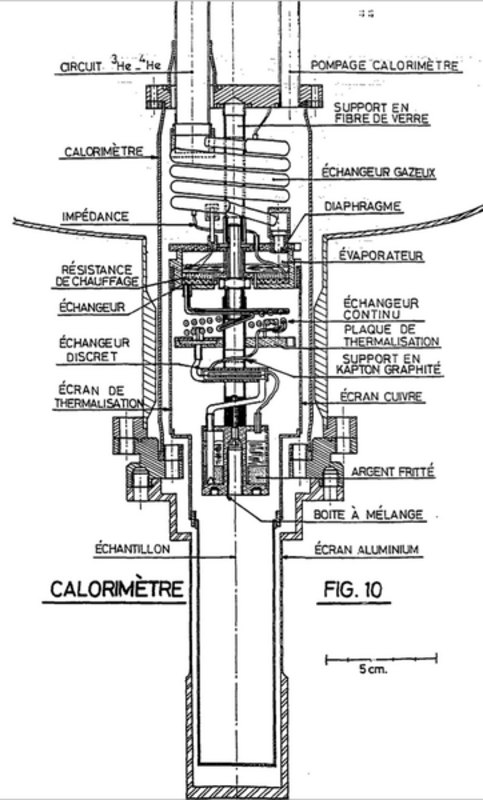 CIRCUIT ³He-⁴He
POMPAGE CALORIMÈTRE
SUPPORT EN
FIBRE DE VERRE
CALORIMÈTRE
ÉCHANGEUR GAZEUX
IMPÉDANCE
DIAPHRAGME
ÉVAPORATEUR
RÉSISTANCE
DE CHAUFFAGE
ÉCHANGEUR
ÉCHANGEUR
CONTINU
PLAQUE DE
THERMALISATION
ÉCHANGEUR
DISCRET
SUPPORT EN
KAPTON GRAPHITÉ
ÉCRAN DE
THERMALISATION
ÉCRAN CUIVRE
ARGENT FRITTÉ
BOITE À MÉLANGE
ÉCHANTILLON
ÉCRAN ALUMINIUM
CALORIMÈTRE
FIG. 10
5 cm.